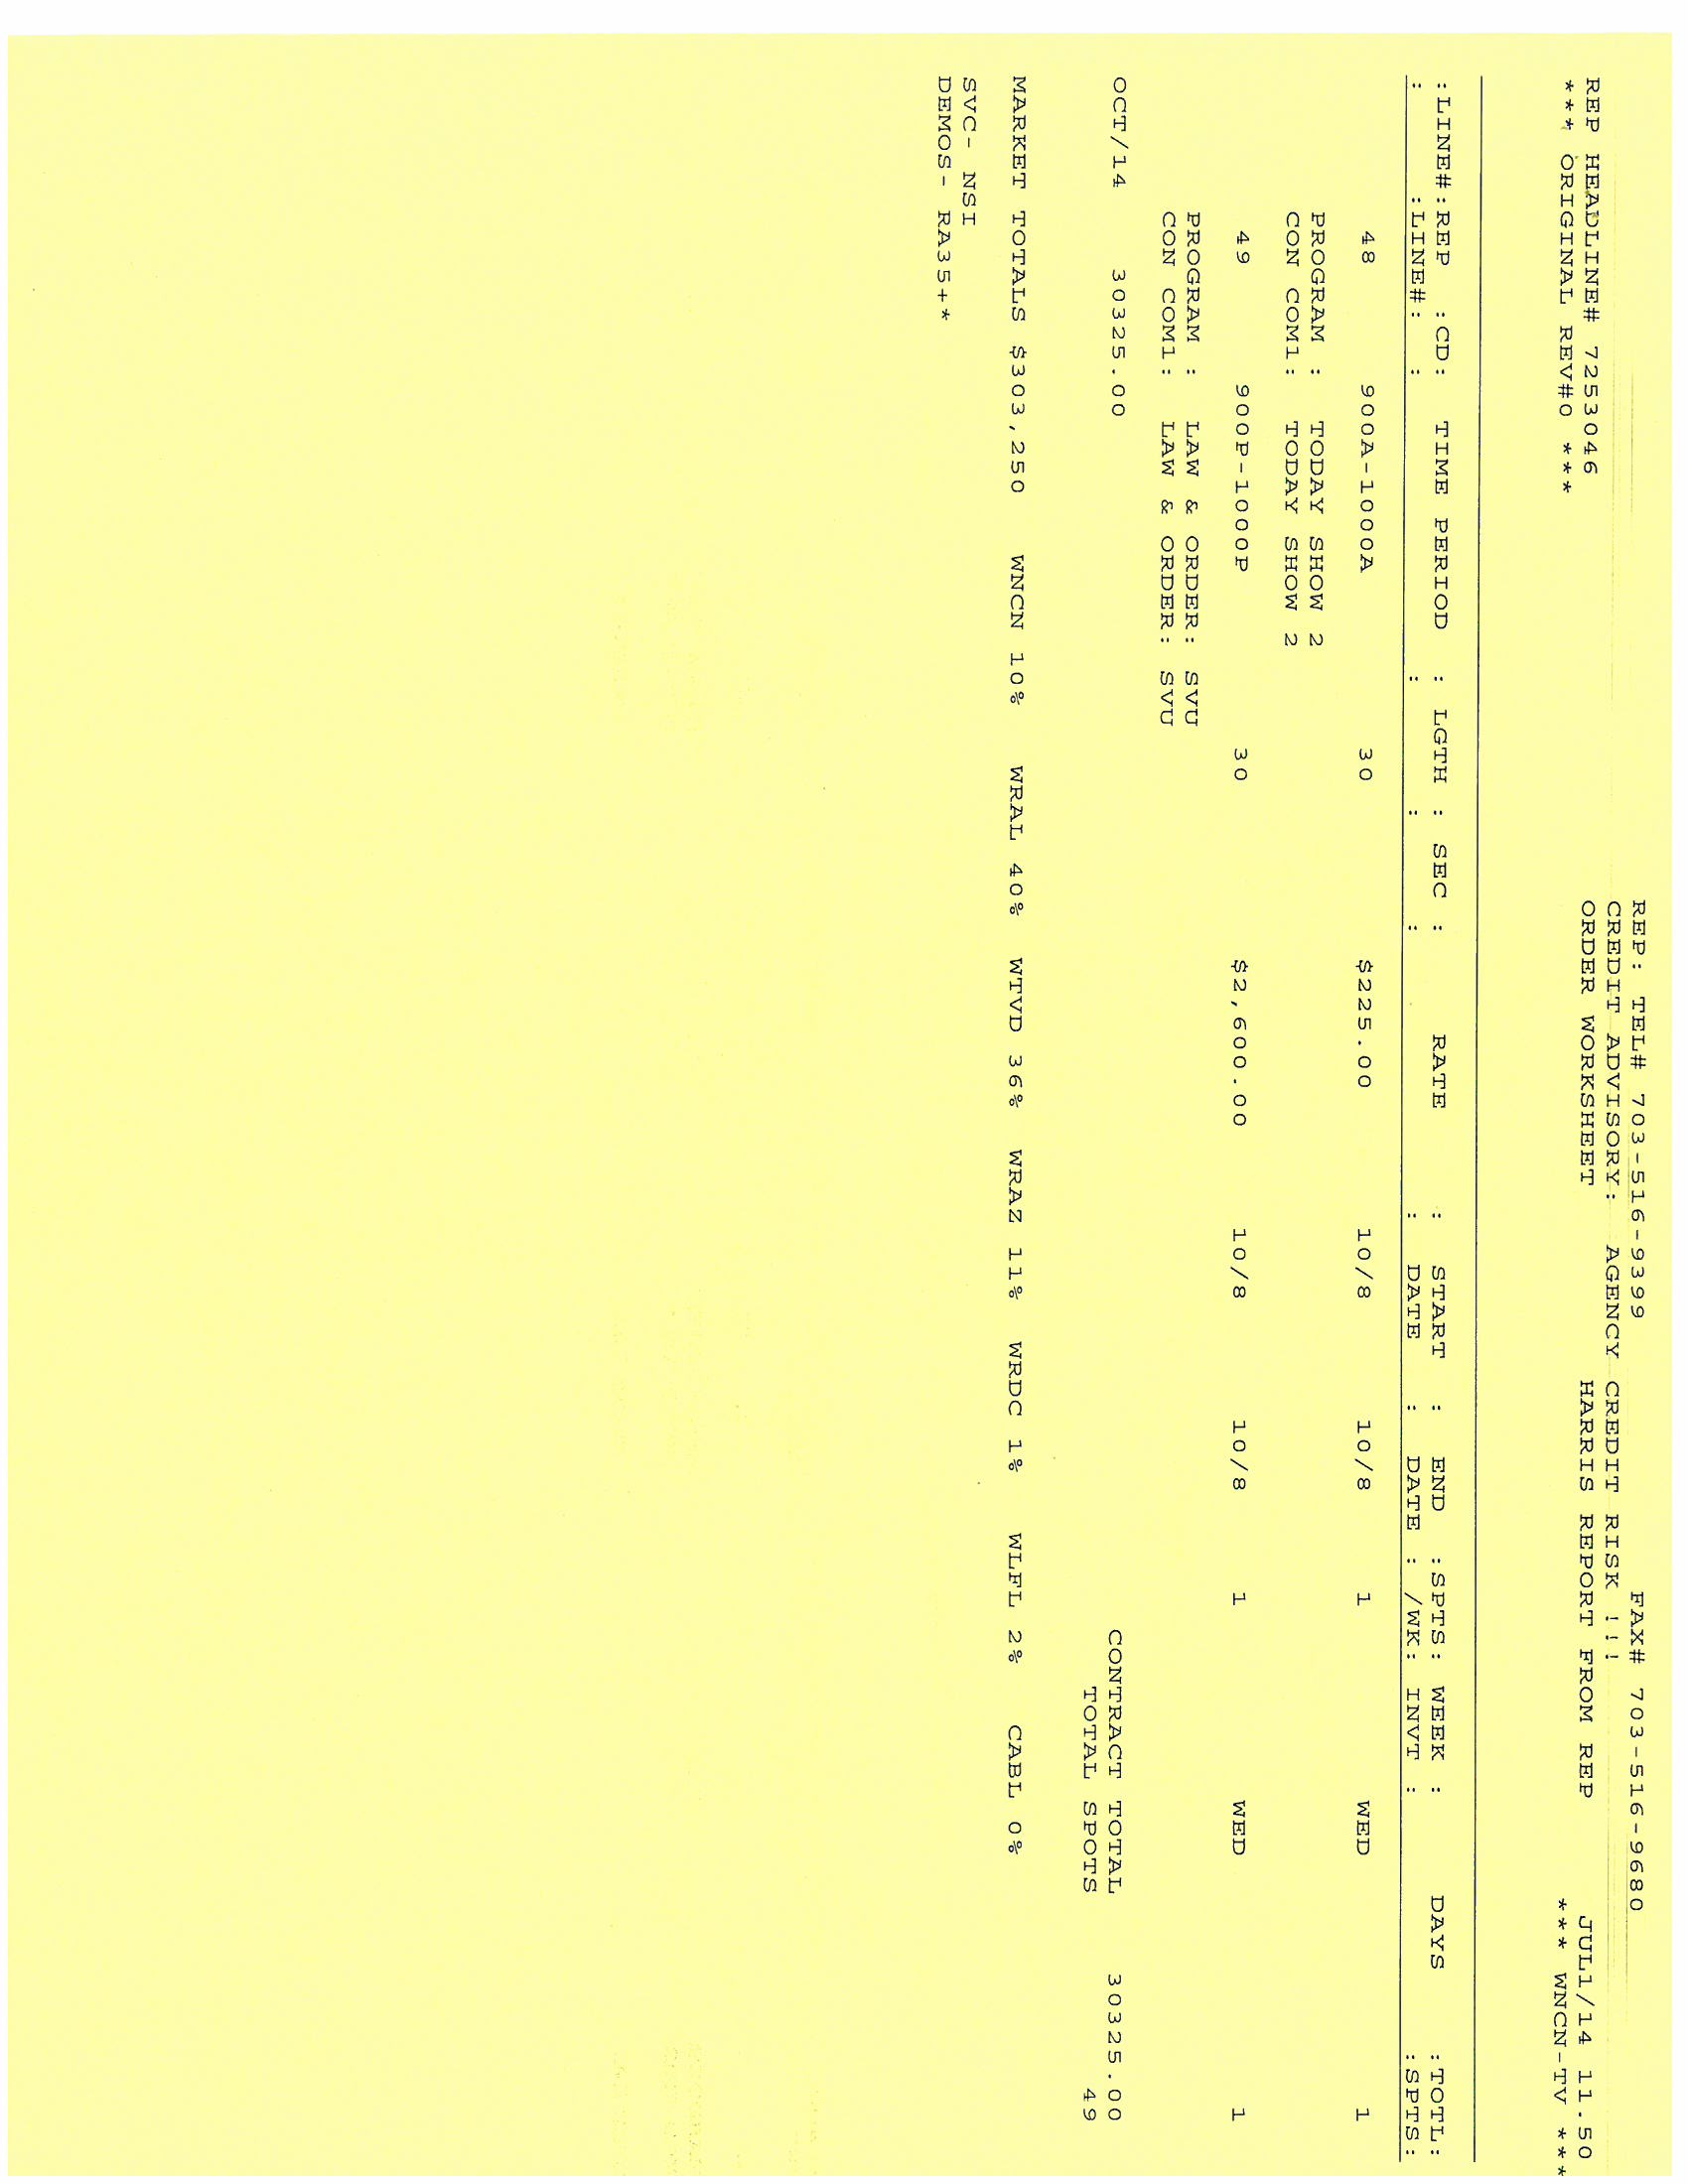 REP: TEL# 703-516-9399 FAX# 703-516-9680
CREDIT ADVISORY: AGENCY CREDIT RISK !!!
REP HEADLINE# 7253046 ORDER WORKSHEET HARRIS REPORT FROM REP JUL1/14 11.50
*** ORIGINAL REV#0 *** *** WNCN-TV ***
:LINE#:REP :CD: TIME PERIOD : LGTH : SEC : RATE : START : END :SPTS: WEEK : DAYS :TOTL:
: :LINE#: : : : : : DATE : DATE : /WK: INVT : :SPTS:
48 900A-1000A 30 $225.00 10/8 10/8 1 WED 1
PROGRAM : TODAY SHOW 2
CON COM1: TODAY SHOW 2
49 900P-1000P 30 $2,600.00 10/8 10/8 1 WED 1
PROGRAM : LAW & ORDER: SVU
CON COM1: LAW & ORDER: SVU
OCT/14 30325.00 CONTRACT TOTAL 30325.00
TOTAL SPOTS 49
MARKET TOTALS $303,250 WNCN 10% WRAL 40% WTVD 36% WRAZ 11% WRDC 1% WLFL 2% CABL 0%
SVC- NSI
DEMOS- RA35+*